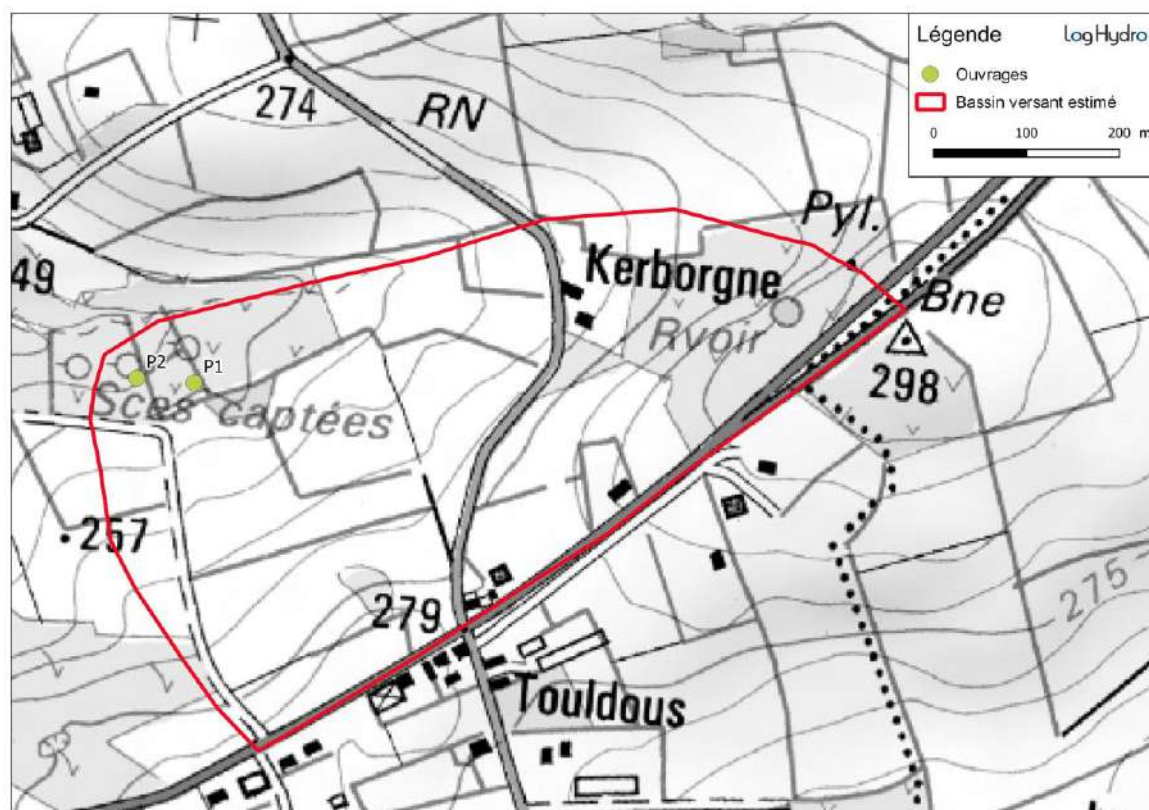 Légende
LogHydro
Ouvrages
Bassin versant estimé
0 100 200 m
274
RN
Pyl.
Kerborgne
49
Rvoir
Bne
P2
P1
298
Sces captées
257
279
275
Touldous